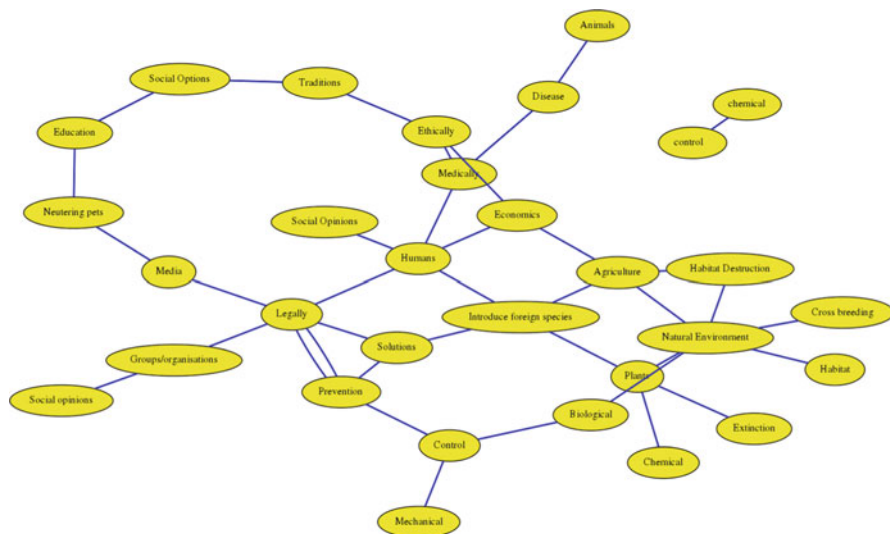 Animals
Social Options
Traditions
Disease
chemical
Education
Ethically
control
Medically
Neutering pets
Social Opinions
Economics
Humans
Media
Agriculture
Habitat Destruction
Legally
Introduce foreign species
Cross breeding
Natural Environment
Solutions
Groups/organisations
Habitat
Plants
Social opinions
Prevention
Biological
Extinction
Control
Chemical
Mechanical